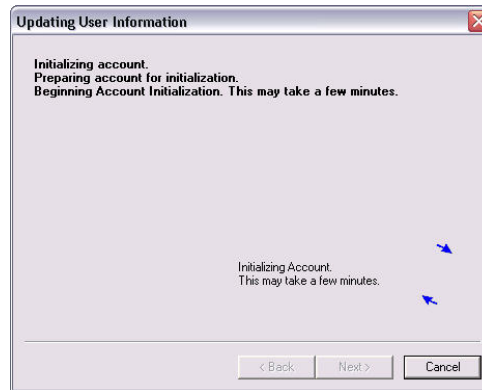 Updating User Information
Initializing account.
Preparing account for initialization.
Beginning Account Initialization. This may take a few minutes.
Initializing Account.
This may take a few minutes.
< Back
Next >
Cancel